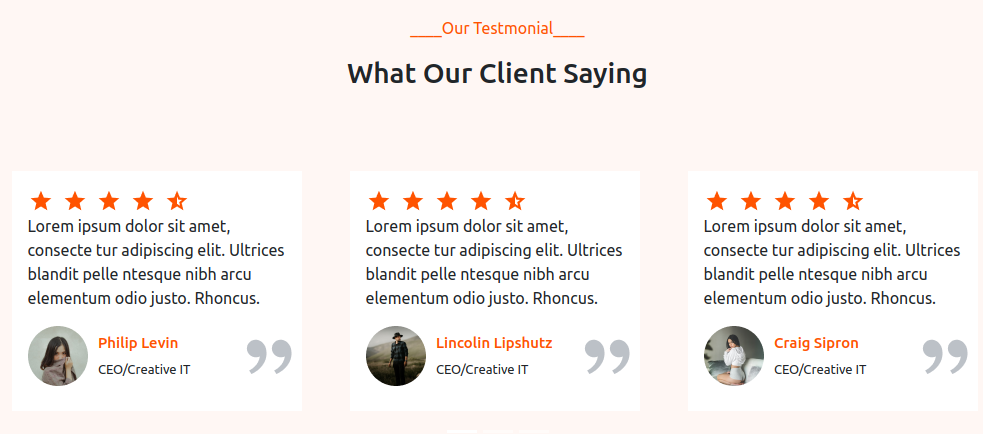 ____Our Testmonial____
What Our Client Saying
Lorem ipsum dolor sit amet,
consecte tur adipiscing elit. Ultrices
blandit pelle ntesque nibh arcu
elementum odio justo. Rhoncus.
Philip Levin
CEO/Creative IT
Lorem ipsum dolor sit amet,
consecte tur adipiscing elit. Ultrices
blandit pelle ntesque nibh arcu
elementum odio justo. Rhoncus.
Lincolin Lipshutz
CEO/Creative IT
Lorem ipsum dolor sit amet,
consecte tur adipiscing elit. Ultrices
blandit pelle ntesque nibh arcu
elementum odio justo. Rhoncus.
Craig Sipron
CEO/Creative IT